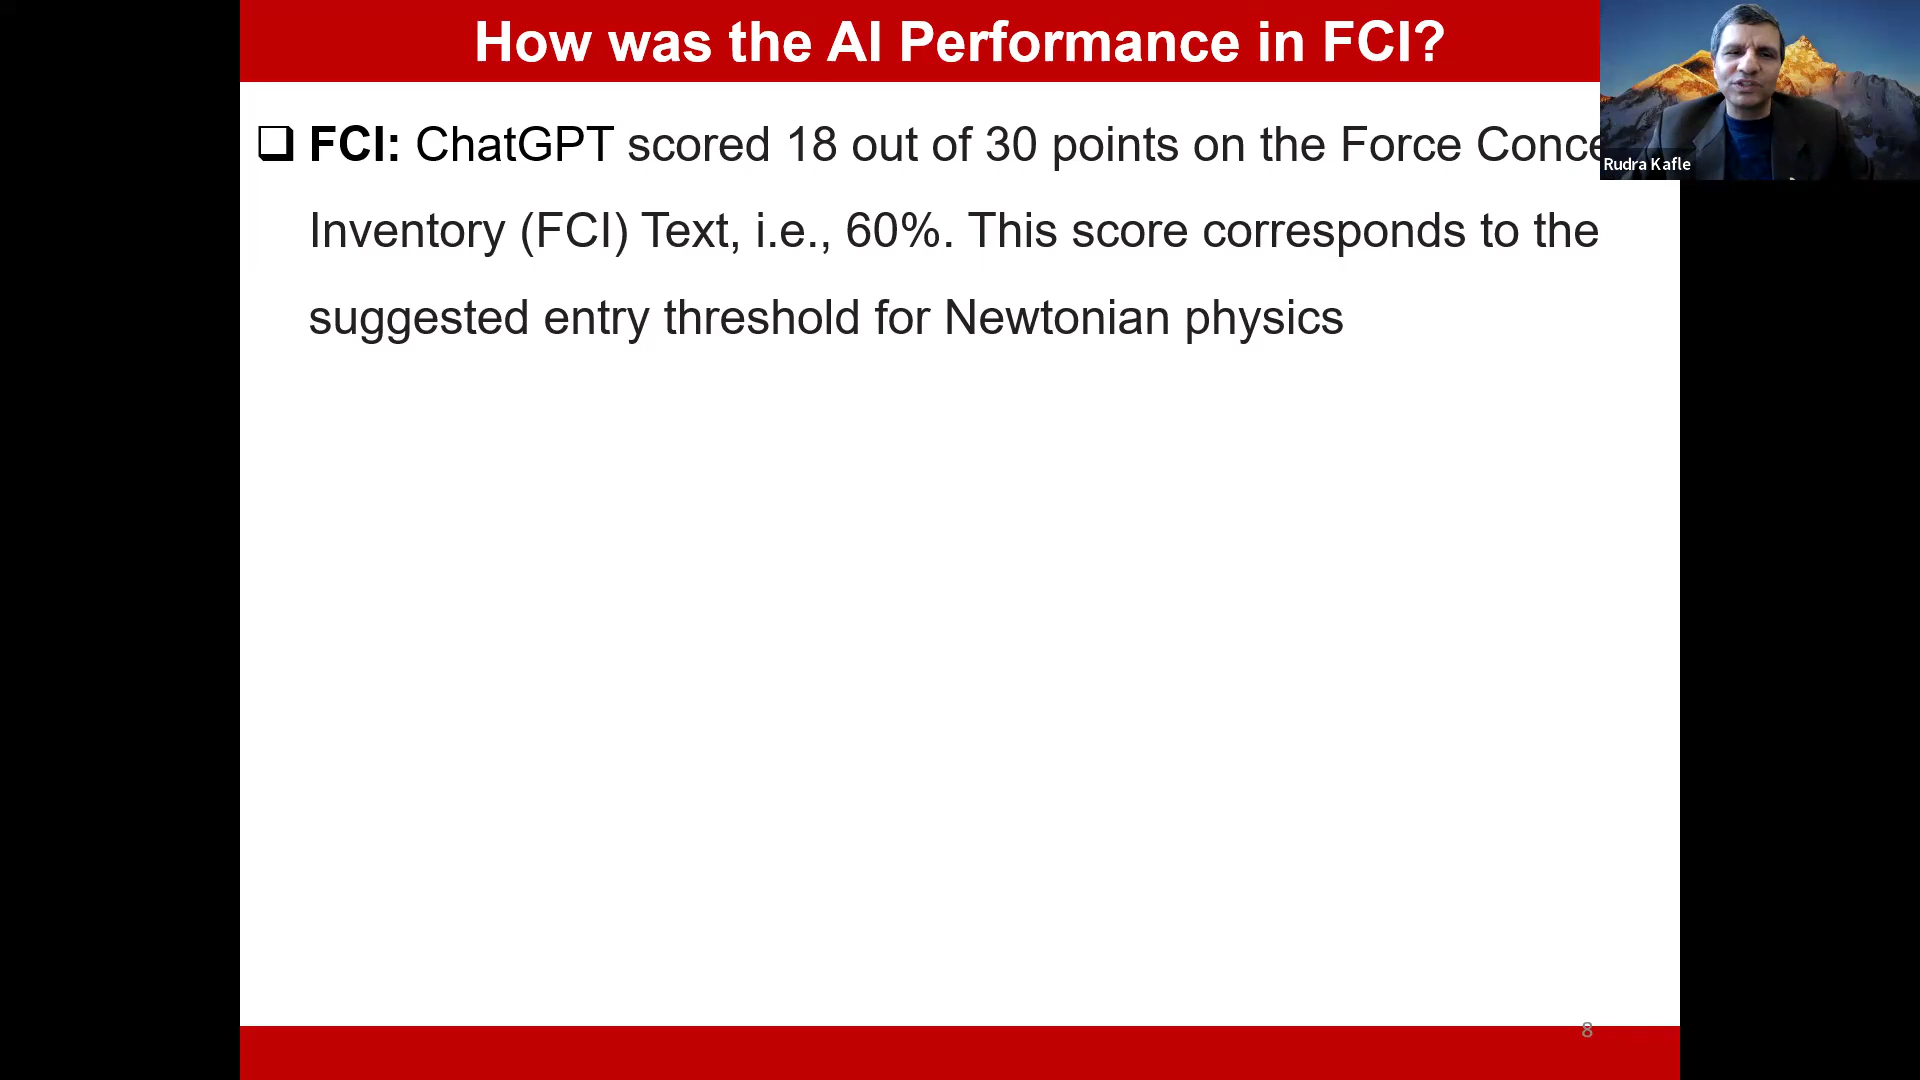 How was the AI Performance in FCI?
FCI: ChatGPT scored 18 out of 30 points on the Force
Inventory (FCI) Text, i.e., 60%. This score corresponds to the
suggested entry threshold for Newtonian physics
Rudra Kafle
8